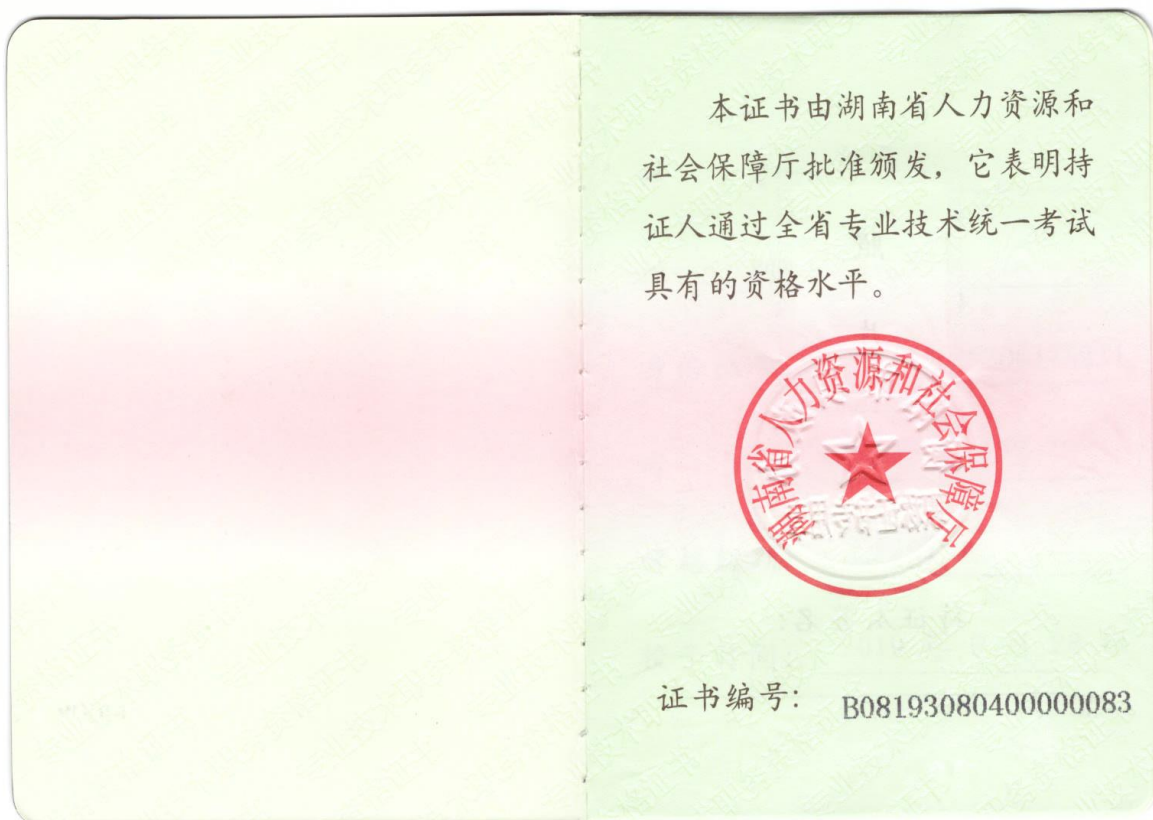 本证书由湖南省人力资源和
社会保障厅批准颁发，它表明持
证人通过全省专业技术统一考试
具有的资格水平。
湖南省人力资源和社会保障厅
证书编号：B08193080400000083